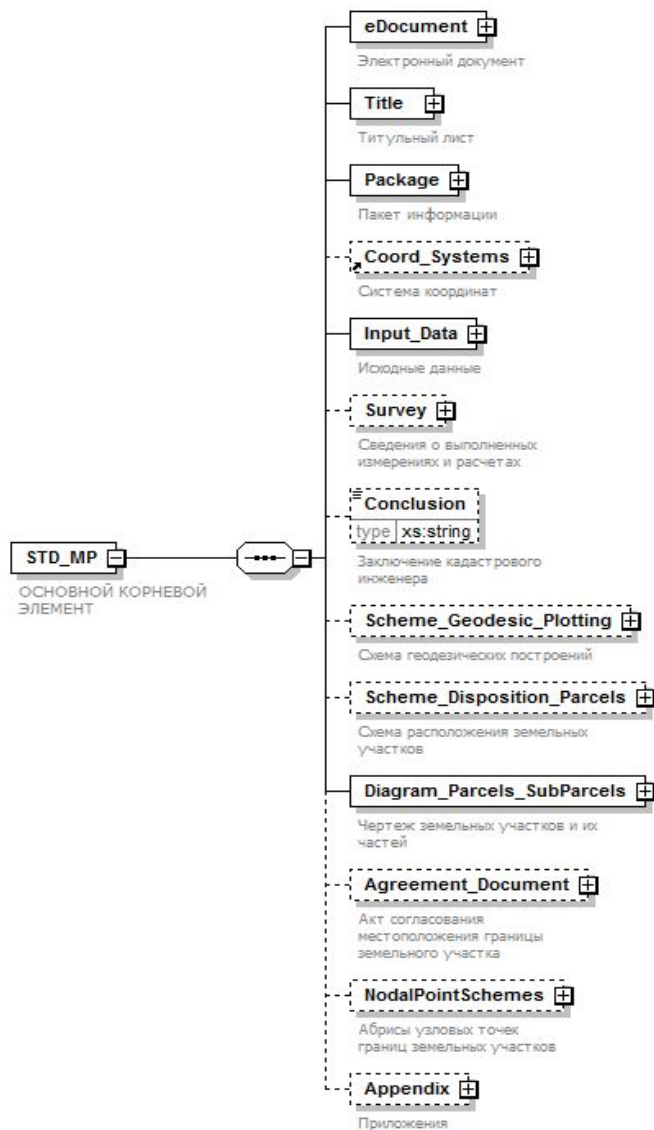 eDocument
Электронный документ
Title
Титульный лист
Package
Пакет информации
Coord_Systems
Система координат
Input_Data
Исходные данные
Survey
Сведения о выполненных
измерениях и расчетах
Conclusion
type xs:string
Заключение кадастрового
инженера
STD_MP
ОСНОВНОЙ КОРНЕВОЙ
ЭЛЕМЕНТ
Scheme_Geodesic_Plotting
Схема геодезических построений
Scheme_Disposition_Parcels
Схема расположения земельных
участков
Diagram_Parcels_SubParcels
Чертеж земельных участков и их
частей
Agreement_Document
Акт согласования
местоположения границы
земельного участка
NodalPointSchemes
Абрисы узловых точек
границ земельных участков
Appendix
Приложения